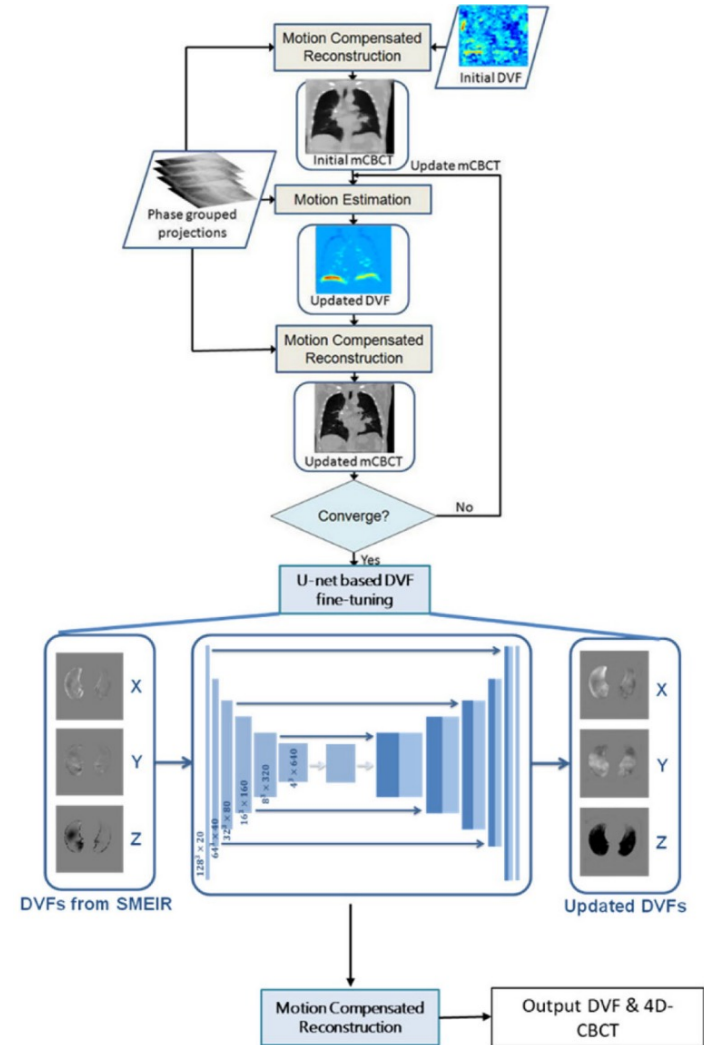 Motion Compensated
Reconstruction
Initial DVF
Initial mCBCT
Update mCBCT
Phase grouped
projections
Motion Estimation
Updated DVF
Motion Compensated
Reconstruction
Updated mCBCT
Converge?
No
Yes
U-net based DVF
fine-tuning
X
Y
Z
128³ × 20
64³ × 40
32³ × 80
16³ × 160
8³ × 320
4³ × 640
X
Y
Z
DVFs from SMEIR
Updated DVFs
Motion Compensated
Reconstruction
Output DVF & 4D-
CBCT